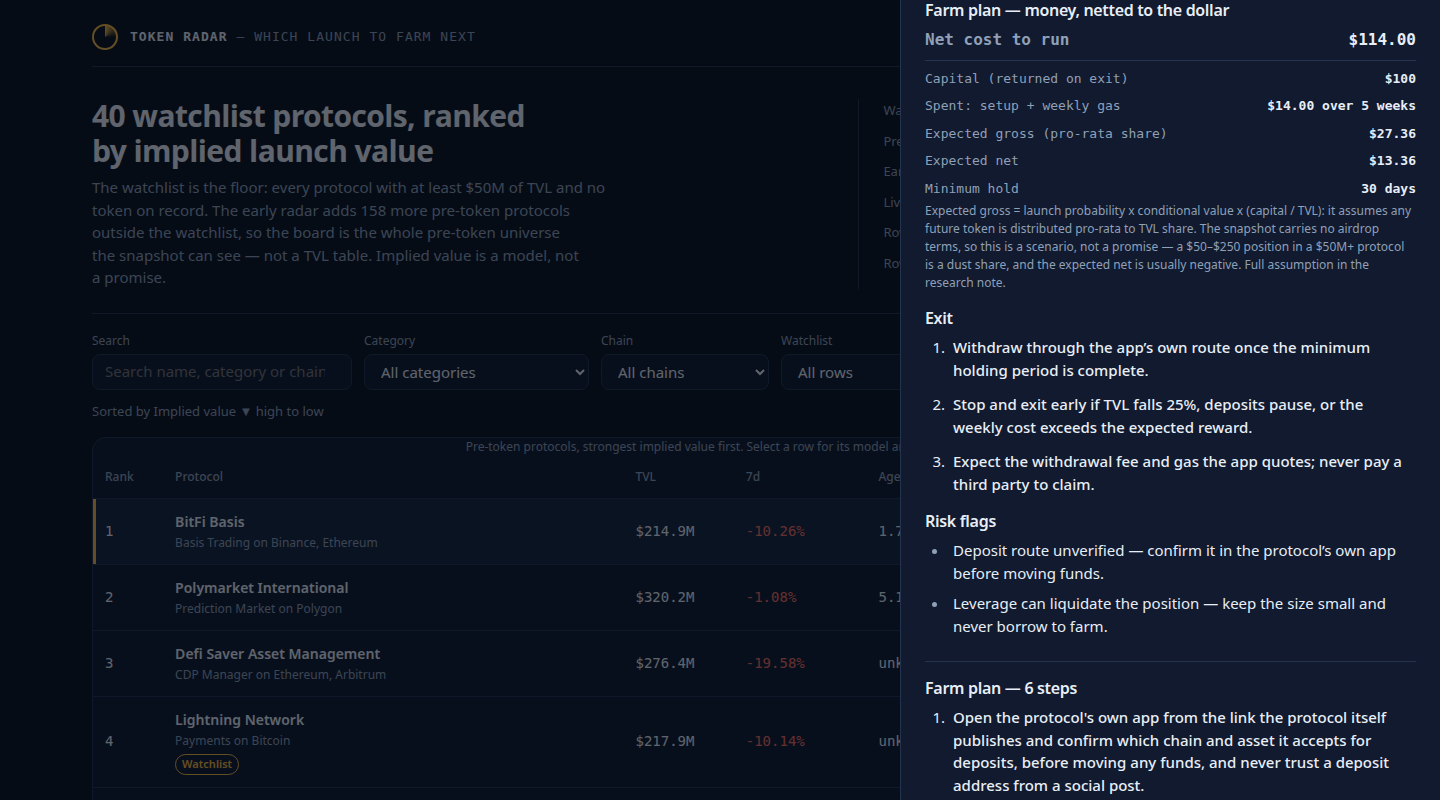 TOKEN RADAR — WHICH LAUNCH TO FARM NEXT
40 watchlist protocols, ranked
by implied launch value
The watchlist is the floor: every protocol with at least $50M of TVL and no
token on record. The early radar adds 158 more pre-token protocols
outside the watchlist, so the board is the whole pre-token universe
the snapshot can see — not a TVL table. Implied value is a model, not
a promise.
Search
Category
Chain
Watchlist
Search name, category or chain
All categories
All chains
All rows
Sorted by Implied value ▼ high to low
Pre-token protocols, strongest implied value first. Select a row for its model
Rank
Protocol
TVL
7d
Age
1
BitFi Basis
Basis Trading on Binance, Ethereum
$214.9M
-10.26%
1.7
2
Polymarket International
Prediction Market on Polygon
$320.2M
-1.08%
5.1
3
Defi Saver Asset Management
CDP Manager on Ethereum, Arbitrum
$276.4M
-19.58%
unk
4
Lightning Network
Payments on Bitcoin
Watchlist
$217.9M
-10.14%
unk
Farm plan — money, netted to the dollar
Net cost to run $114.00
Capital (returned on exit) $100
Spent: setup + weekly gas $14.00 over 5 weeks
Expected gross (pro-rata share) $27.36
Expected net $13.36
Minimum hold 30 days
Expected gross = launch probability x conditional value x (capital / TVL): it assumes any
future token is distributed pro-rata to TVL share. The snapshot carries no airdrop
terms, so this is a scenario, not a promise — a $50–$250 position in a $50M+ protocol
is a dust share, and the expected net is usually negative. Full assumption in the
research note.
Exit
1. Withdraw through the app’s own route once the minimum
holding period is complete.
2. Stop and exit early if TVL falls 25%, deposits pause, or the
weekly cost exceeds the expected reward.
3. Expect the withdrawal fee and gas the app quotes; never pay a
third party to claim.
Risk flags
• Deposit route unverified — confirm it in the protocol’s own app
before moving funds.
• Leverage can liquidate the position — keep the size small and
never borrow to farm.
Farm plan — 6 steps
1. Open the protocol's own app from the link the protocol itself
publishes and confirm which chain and asset it accepts for
deposits, before moving any funds, and never trust a deposit
address from a social post.